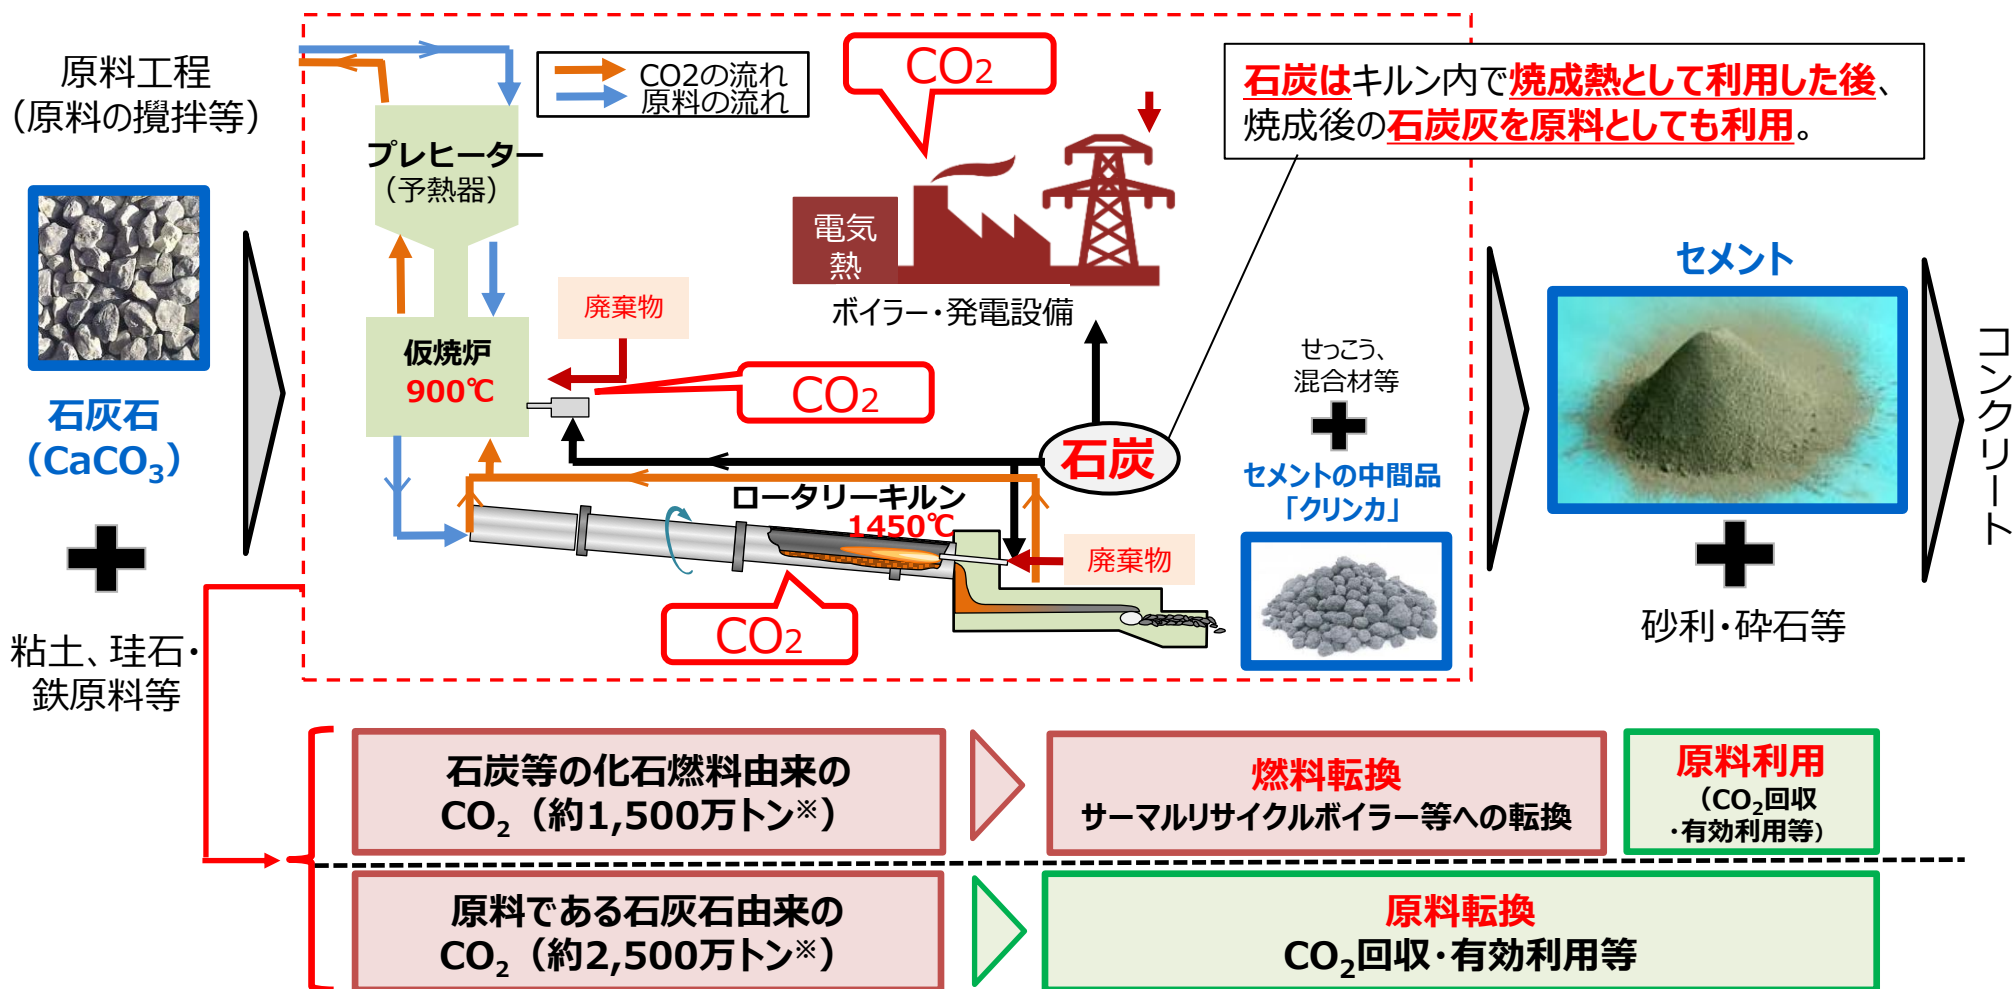 原料工程
（原料の攪拌等）
石灰石
（CaCO3）
粘土、珪石・
鉄原料等
CO2の流れ
原料の流れ
プレヒーター
（予熱器）
仮焼炉
900℃
廃棄物
CO2
CO2
電気
熱
ボイラー・発電設備
石炭はキルン内で焼成熱として利用した後、
焼成後の石炭灰を原料としても利用。
石炭
ロータリーキルン
1450℃
廃棄物
CO2
せっこう、
混合材等
セメントの中間品
「クリンカ」
セメント
砂利・砕石等
コンクリート
石炭等の化石燃料由来の
CO2（約1,500万トン※）
燃料転換
サーマルリサイクルボイラー等への転換
原料利用
（CO2回収
・有効利用等）
原料である石灰石由来の
CO2（約2,500万トン※）
原料転換
CO2回収・有効利用等